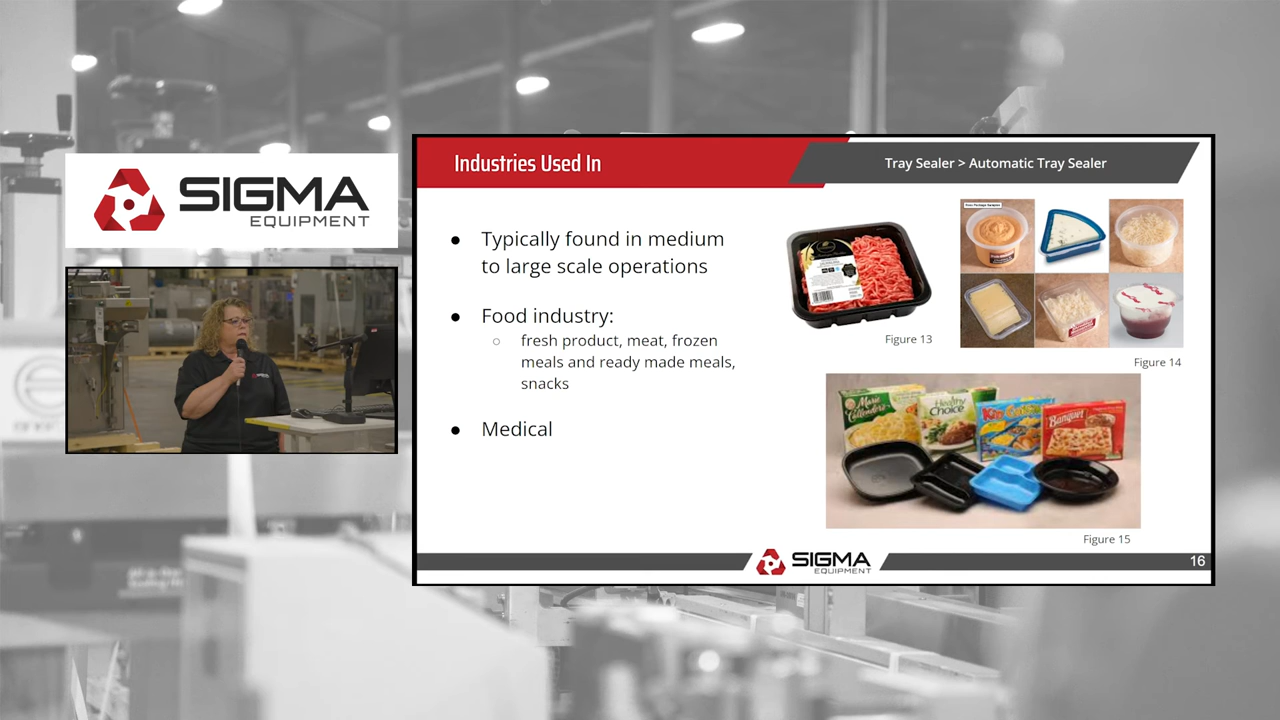 SIGMA
EQUIPMENT
Industries Used In
Tray Sealer > Automatic Tray Sealer
● Typically found in medium
to large scale operations
● Food industry:
○ fresh product, meat, frozen
meals and ready made meals,
snacks
● Medical
Figure 13
Figure 14
Marie
Callender's
Healthy
Choice
Kid Cuisine
Banquet
Figure 15
SIGMA
EQUIPMENT
16